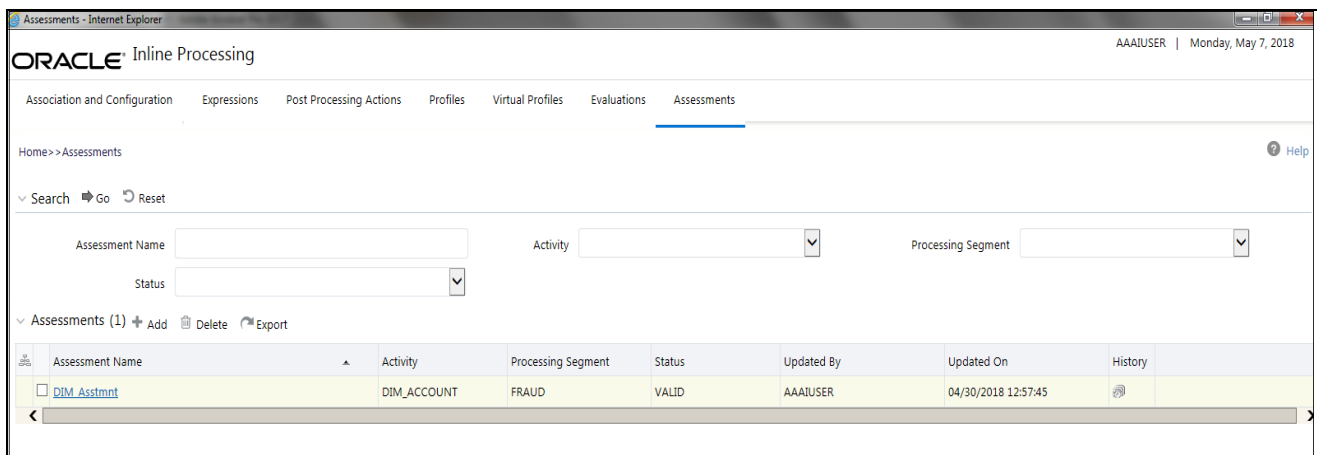 Assessments - Internet Explorer
ORACLE® Inline Processing
AAAIUSER | Monday, May 7, 2018
Association and Configuration Expressions Post Processing Actions Profiles Virtual Profiles Evaluations Assessments
Home>>Assessments
Help
Search Go Reset
Assessment Name Activity Processing Segment
Status
Assessments (1) Add Delete Export
Assessment Name Activity Processing Segment Status Updated By Updated On History
DIM_Asstmnt DIM_ACCOUNT FRAUD VALID AAAIUSER 04/30/2018 12:57:45